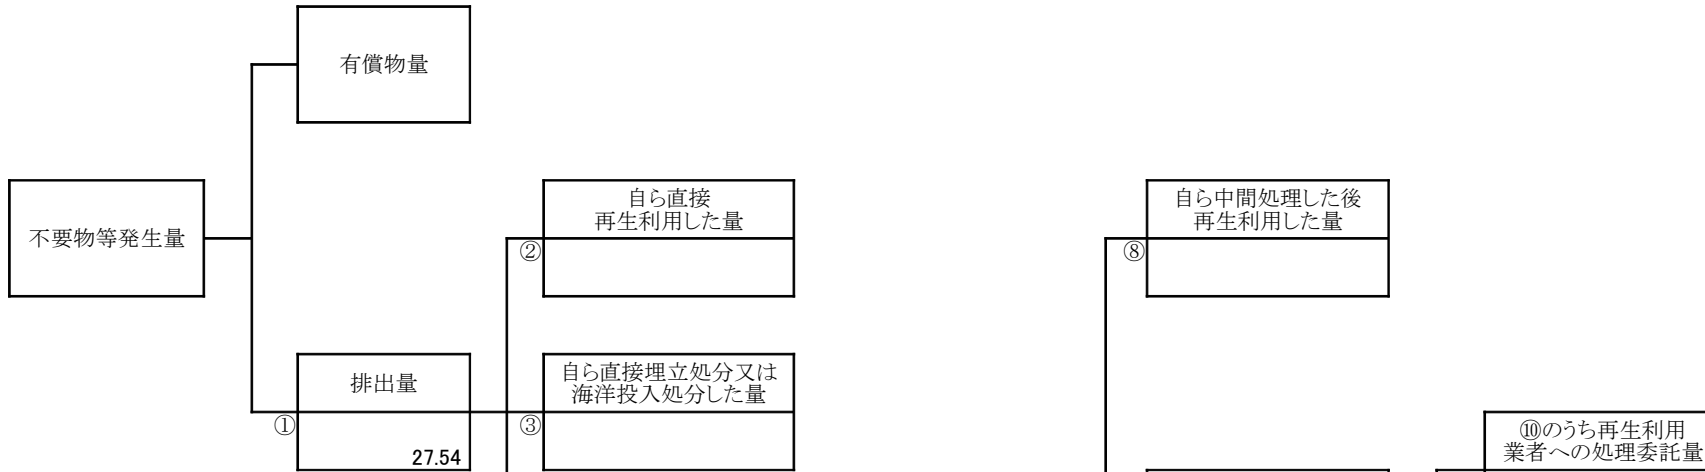 有償物量
不要物等発生量
自ら直接
再生利用した量
②
自ら中間処理した後
再生利用した量
⑧
排出量
①
27.54
自ら直接埋立処分又は
海洋投入処分した量
③
⑩のうち再生利用
業者への処理委託量